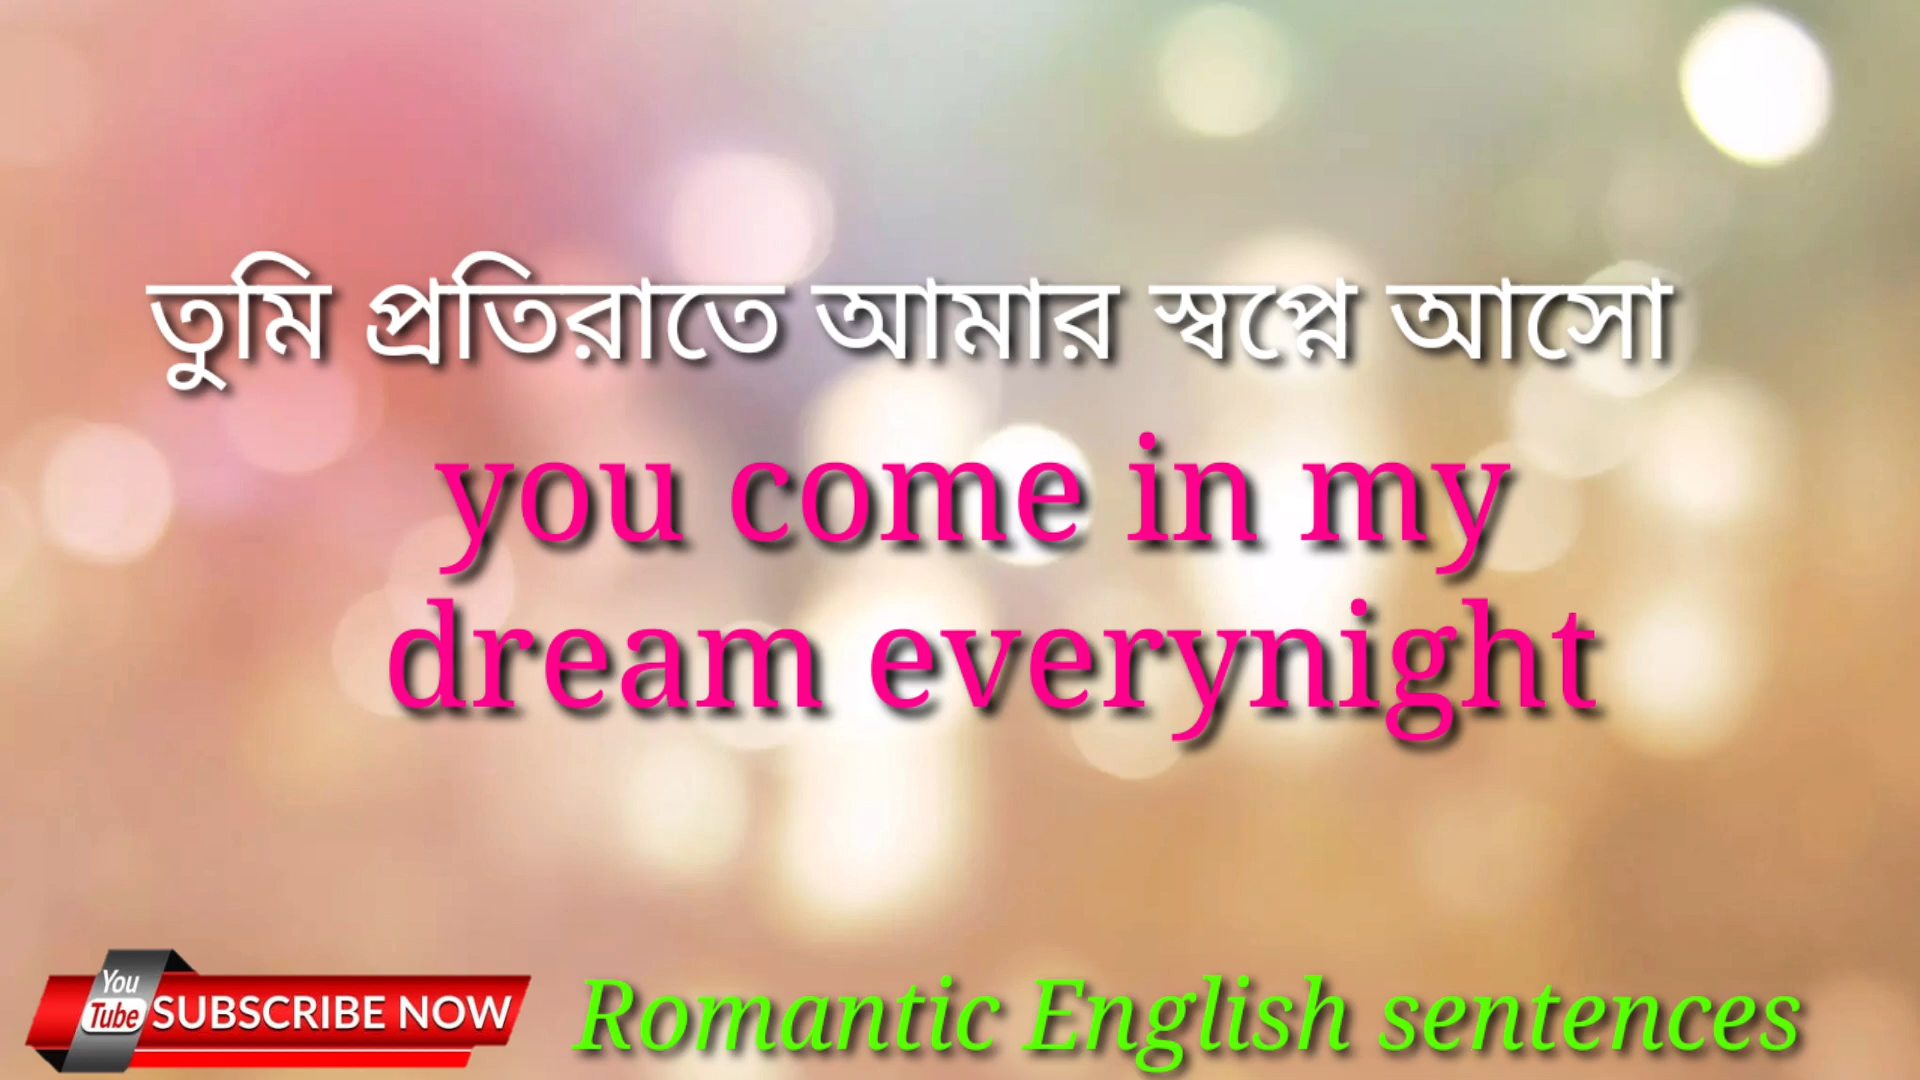 তুমি প্রতিরাতে আমার স্বপ্নে আসো
you come in my
dream everynight
You
Tube SUBSCRIBE NOW
Romantic English sentences